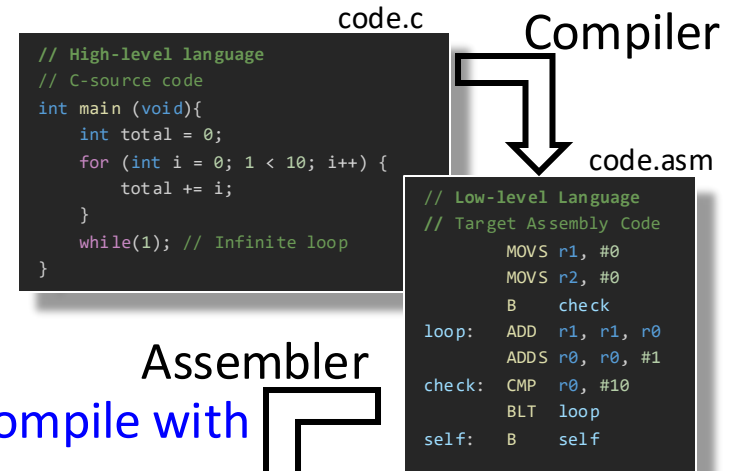 code.c
Compiler
// High-level language
// C-source code
int main (void){
    int total = 0;
    for (int i = 0; 1 < 10; i++) {
        total += i;
    }
    while(1); // Infinite loop
}
code.asm
// Low-level Language
// Target Assembly Code
        MOVS r1, #0
        MOVS r2, #0
        B    check
loop:   ADD  r1, r1, r0
        ADDS r0, r0, #1
check:  CMP  r0, #10
        BLT  loop
self:   B    self
Assembler
ompile with